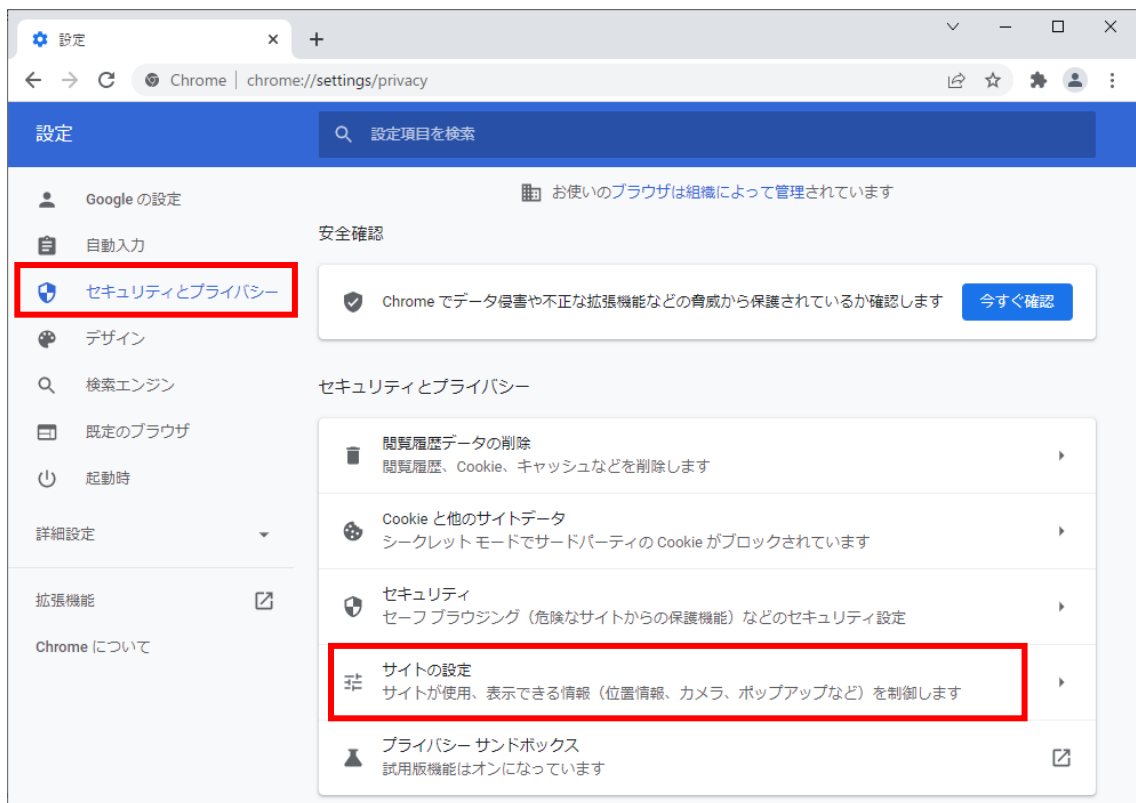 設定
Chrome | chrome://settings/privacy
設定
設定項目を検索
Google の設定
自動入力
セキュリティとプライバシー
デザイン
検索エンジン
既定のブラウザ
起動時
詳細設定
拡張機能
Chrome について
お使いのブラウザは組織によって管理されています
安全確認
Chrome でデータ侵害や不正な拡張機能などの脅威から保護されているか確認します
今すぐ確認
セキュリティとプライバシー
閲覧履歴データの削除
閲覧履歴、Cookie、キャッシュなどを削除します
Cookie と他のサイトデータ
シークレット モードでサードパーティの Cookie がブロックされています
セキュリティ
セーフ ブラウジング（危険なサイトからの保護機能）などのセキュリティ設定
サイトの設定
サイトが使用、表示できる情報（位置情報、カメラ、ポップアップなど）を制御します
プライバシー サンドボックス
試用版機能はオンになっています